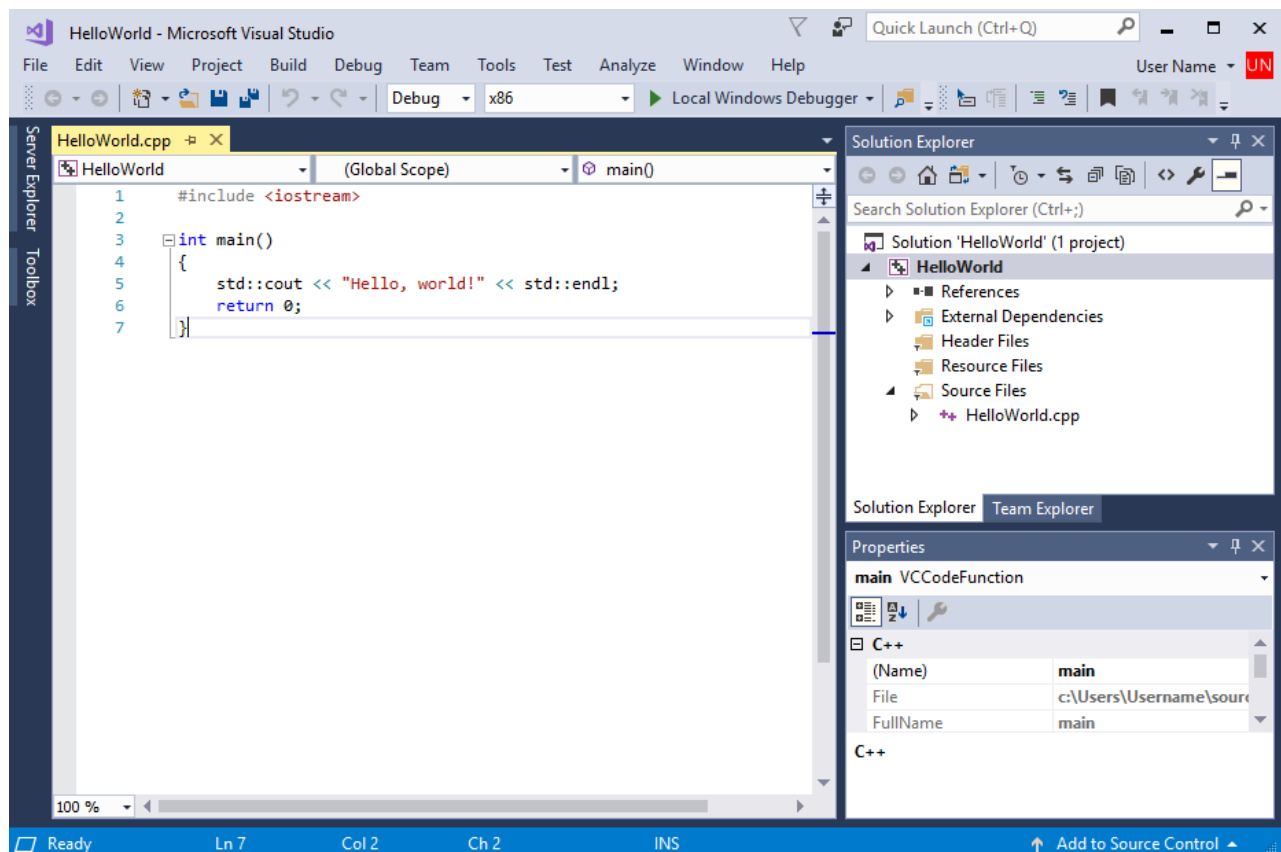 HelloWorld - Microsoft Visual Studio
Quick Launch (Ctrl+Q)
File Edit View Project Build Debug Team Tools Test Analyze Window Help
User Name UN
Debug x86 Local Windows Debugger
Server Explorer
Toolbox
HelloWorld.cpp
HelloWorld (Global Scope) main()
1 #include <iostream>
2
3 int main()
4 {
5 std::cout << "Hello, world!" << std::endl;
6 return 0;
7 }
100 %
Solution Explorer
Search Solution Explorer (Ctrl+;)
Solution 'HelloWorld' (1 project)
HelloWorld
References
External Dependencies
Header Files
Resource Files
Source Files
HelloWorld.cpp
Solution Explorer Team Explorer
Properties
main VCCodeFunction
C++
(Name) main
File c:\Users\Username\sourc
FullName main
C++
Ready Ln 7 Col 2 Ch 2 INS Add to Source Control